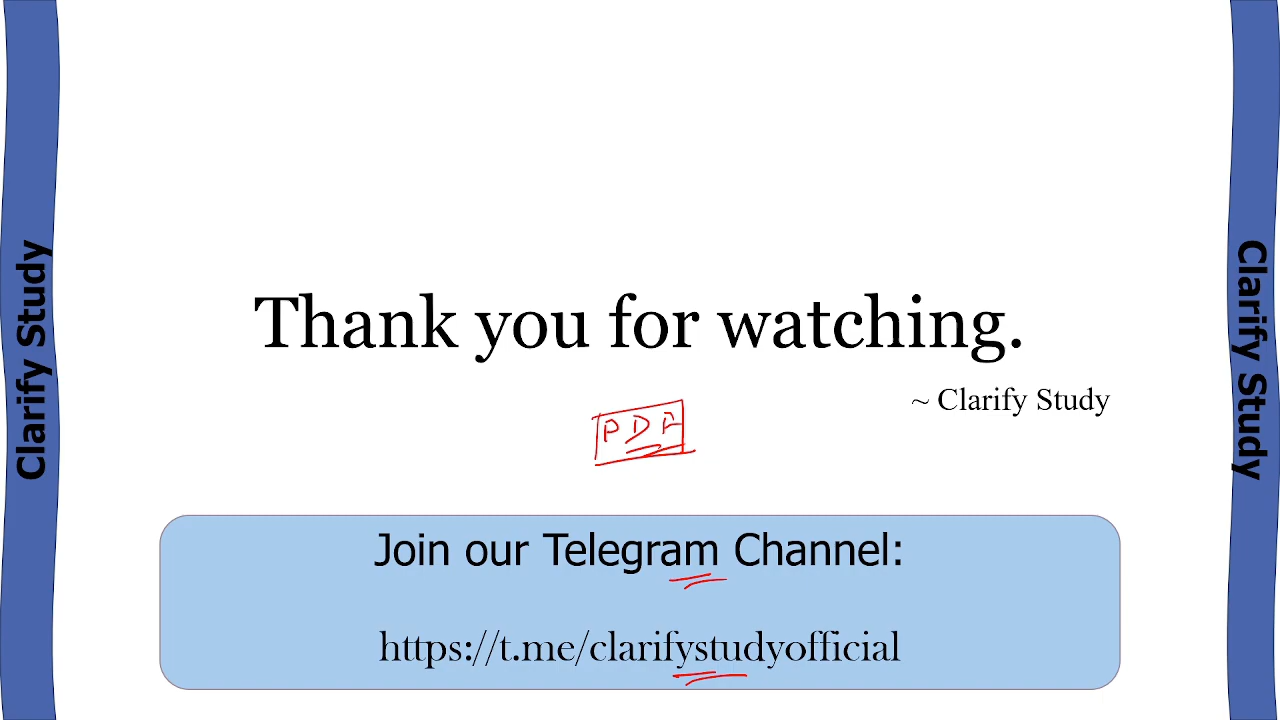 Clarify Study
Thank you for watching.
~ Clarify Study
PDF
Join our Telegram Channel:
https://t.me/clarifystudyofficial
Clarify Study